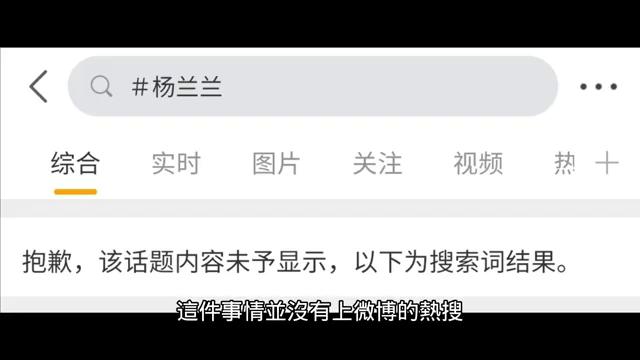 #杨兰兰
综合 实时 图片 关注 视频 热
抱歉，该话题内容未予显示，以下为搜索词结果。
這件事情並沒有上微博的熱搜